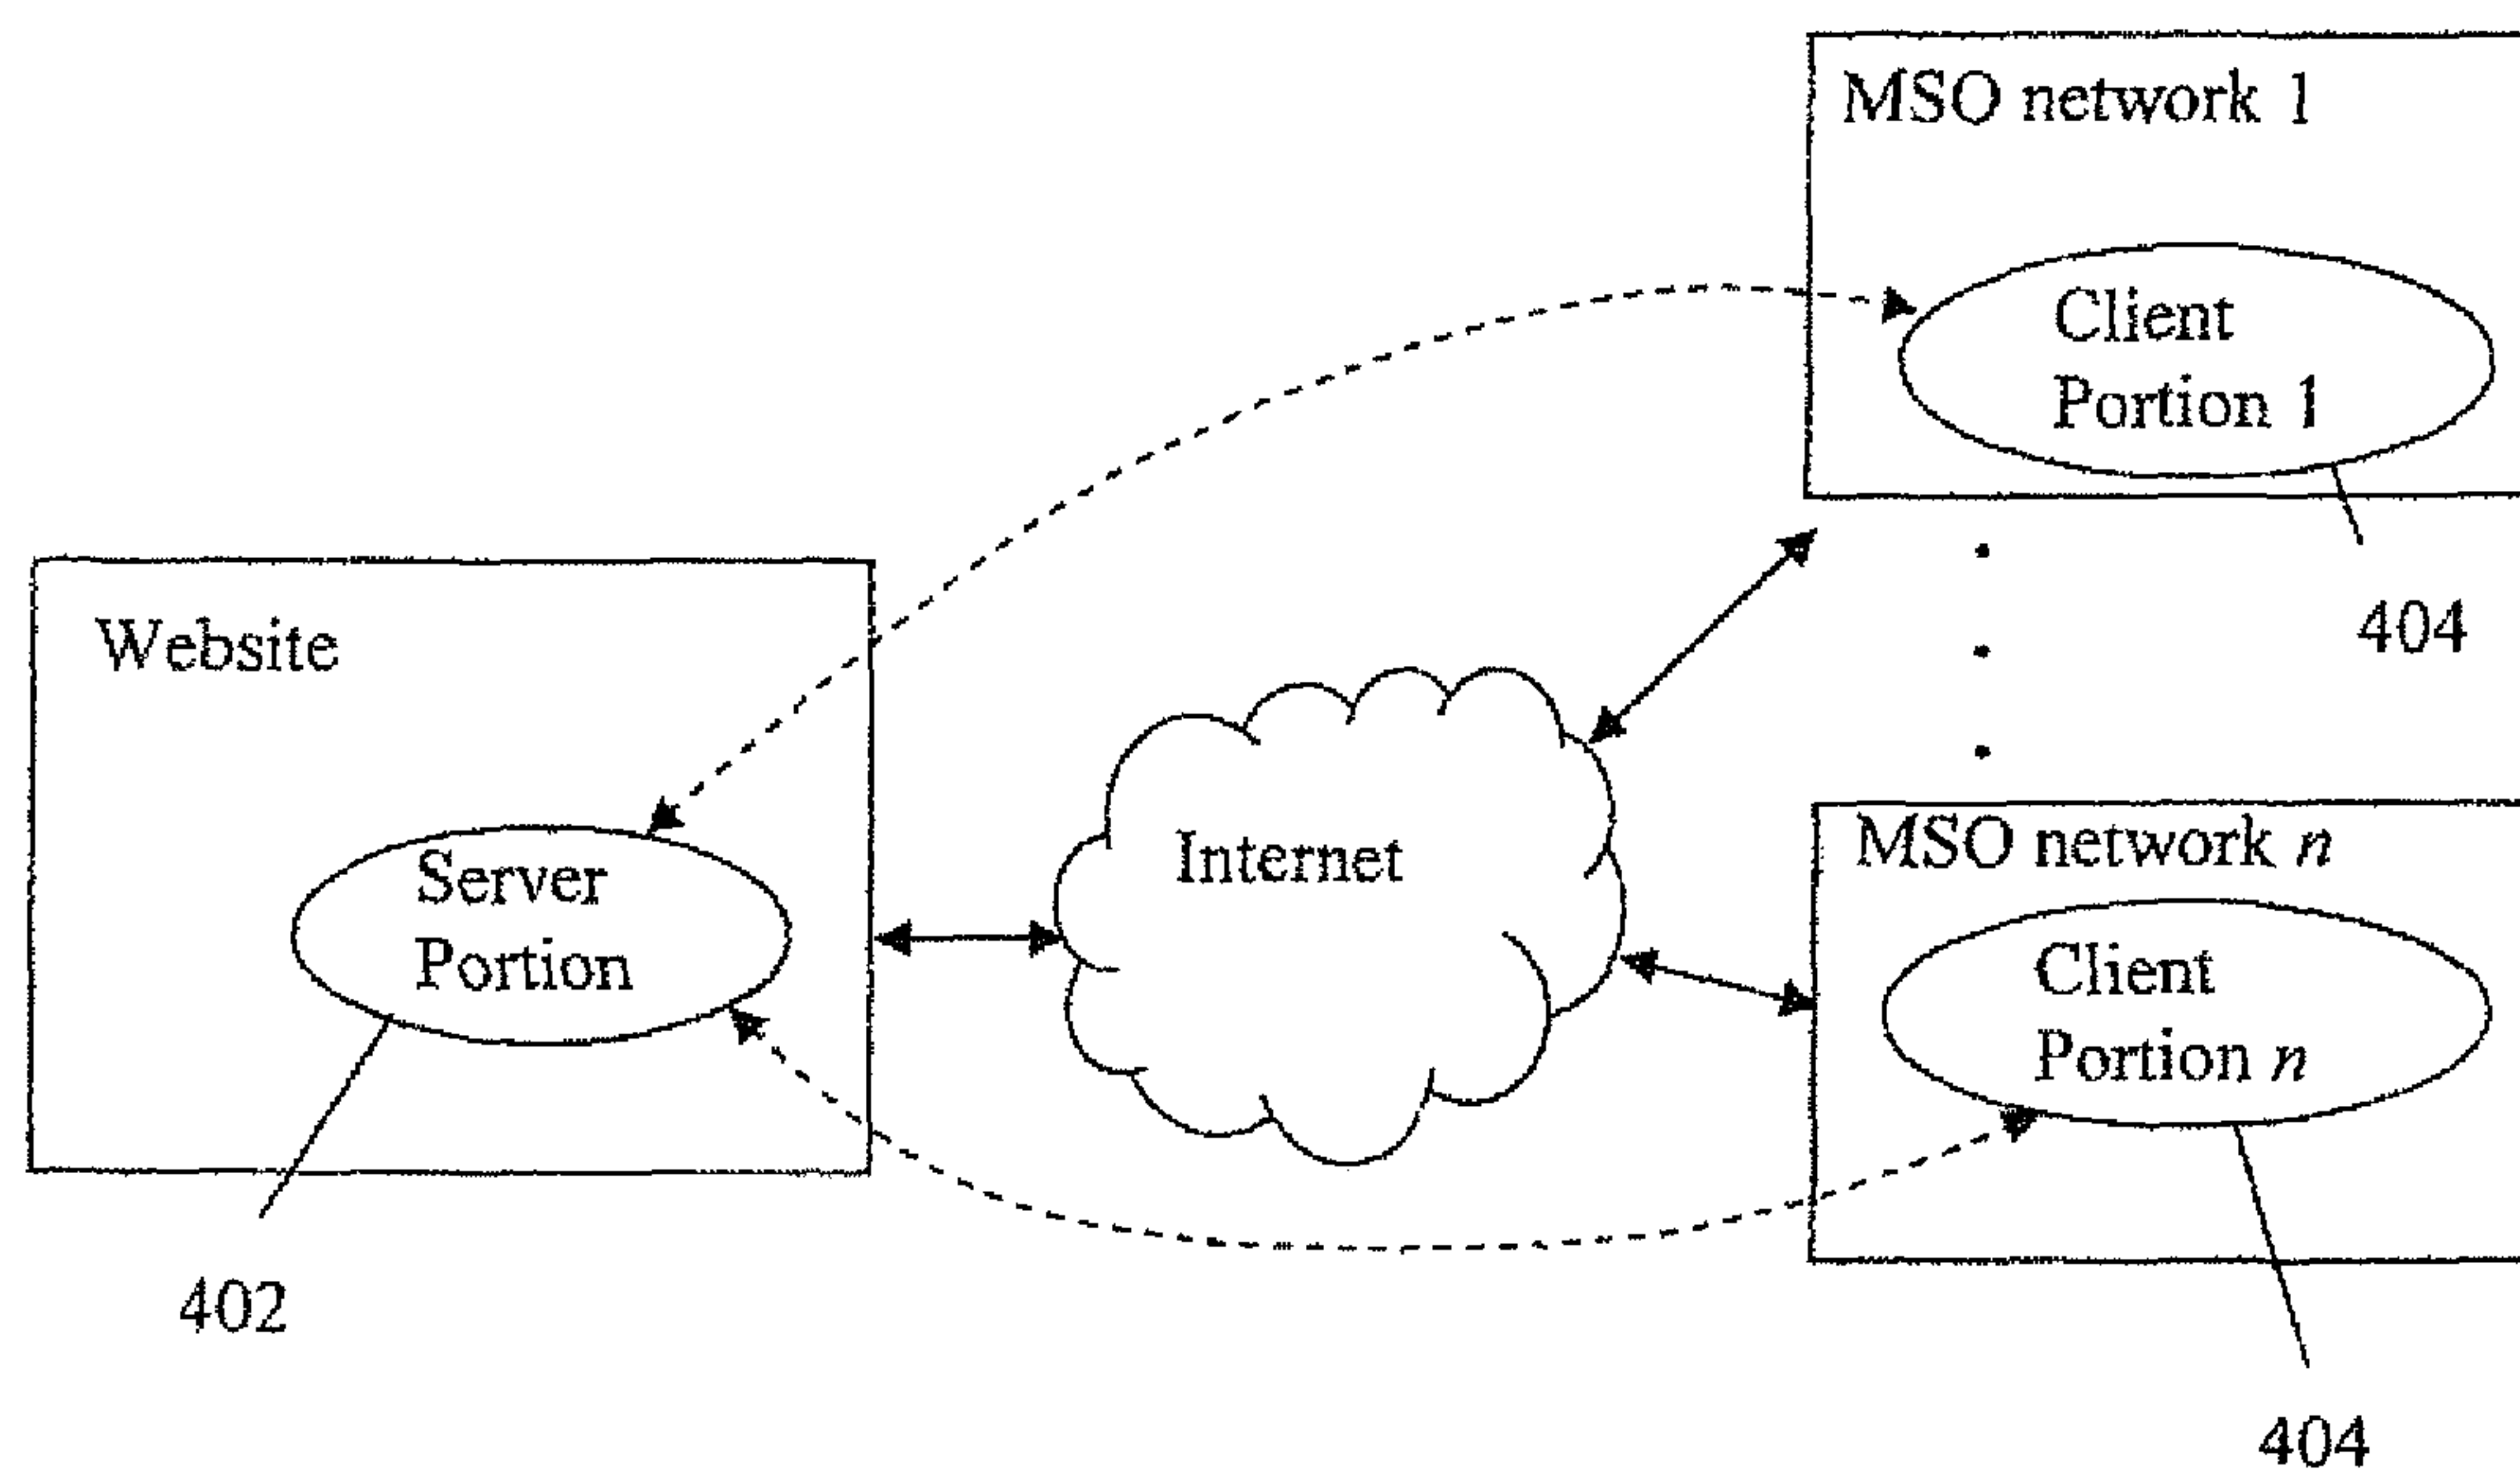 MSO network 1
Client
Portion 1
404
Website
Server
Portion
402
Internet
MSO network n
Client
Portion n
404